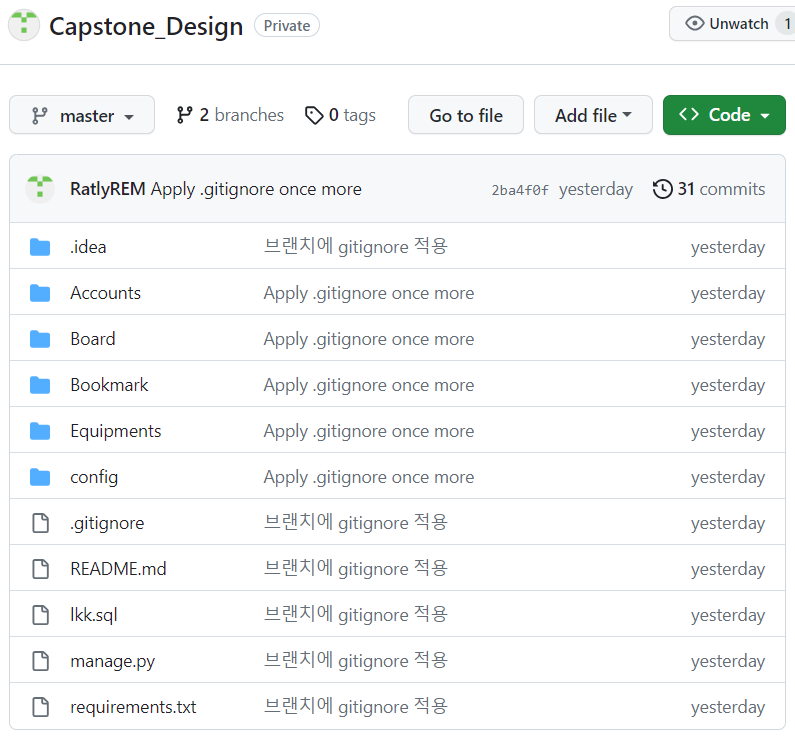 Capstone_Design Private Unwatch 1
master 2 branches 0 tags Go to file Add file Code
RatlyREM Apply .gitignore once more 2ba4f0f yesterday 31 commits
.idea 브랜치에 gitignore 적용 yesterday
Accounts Apply .gitignore once more yesterday
Board Apply .gitignore once more yesterday
Bookmark Apply .gitignore once more yesterday
Equipments Apply .gitignore once more yesterday
config Apply .gitignore once more yesterday
.gitignore 브랜치에 gitignore 적용 yesterday
README.md 브랜치에 gitignore 적용 yesterday
lkk.sql 브랜치에 gitignore 적용 yesterday
manage.py 브랜치에 gitignore 적용 yesterday
requirements.txt 브랜치에 gitignore 적용 yesterday